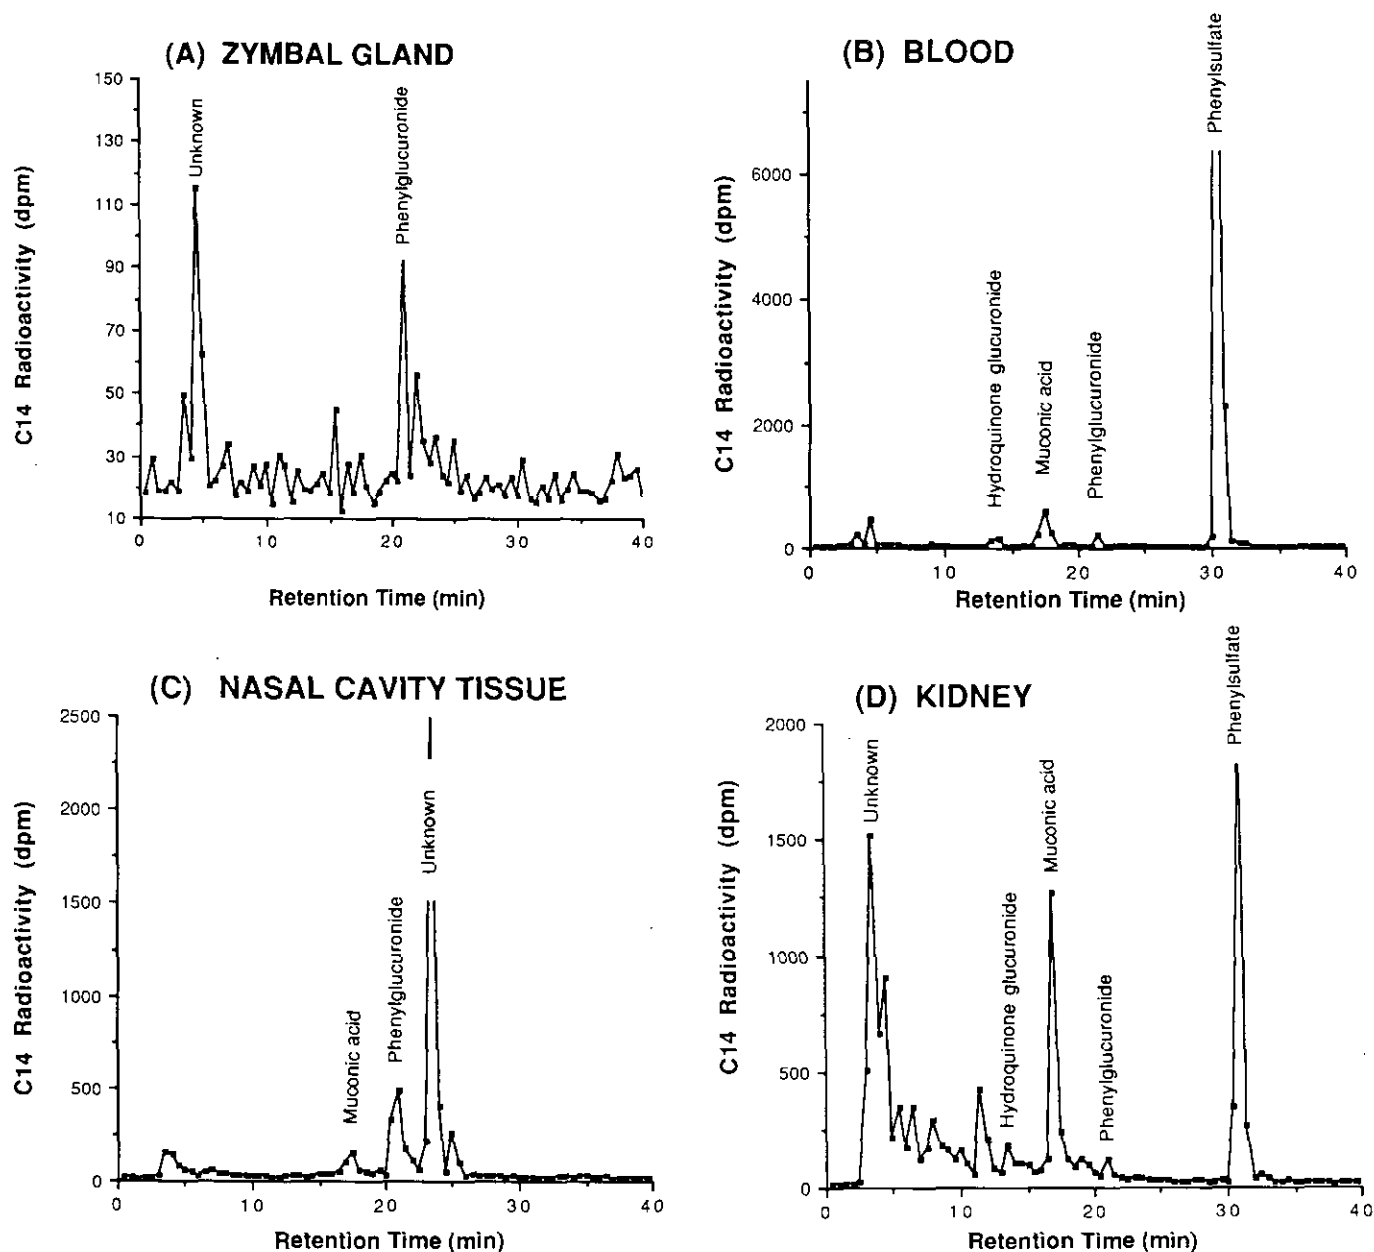 (A) ZYMBAL GLAND
C14 Radioactivity (dpm)
150
130
110
90
70
50
30
10
Unknown
Phenylglucuronide
0 10 20 30 40
Retention Time (min)
(B) BLOOD
C14 Radioactivity (dpm)
6000
4000
2000
0
Hydroquinone glucuronide
Muconic acid
Phenylglucuronide
Phenylsulfate
0 10 20 30 40
Retention Time (min)
(C) NASAL CAVITY TISSUE
C14 Radioactivity (dpm)
2500
2000
1500
1000
500
0
Muconic acid
Phenylglucuronide
Unknown
0 10 20 30 40
Retention Time (min)
(D) KIDNEY
C14 Radioactivity (dpm)
2000
1500
1000
500
0
Unknown
Hydroquinone glucuronide
Muconic acid
Phenylglucuronide
Phenylsulfate
0 10 20 30 40
Retention Time (min)